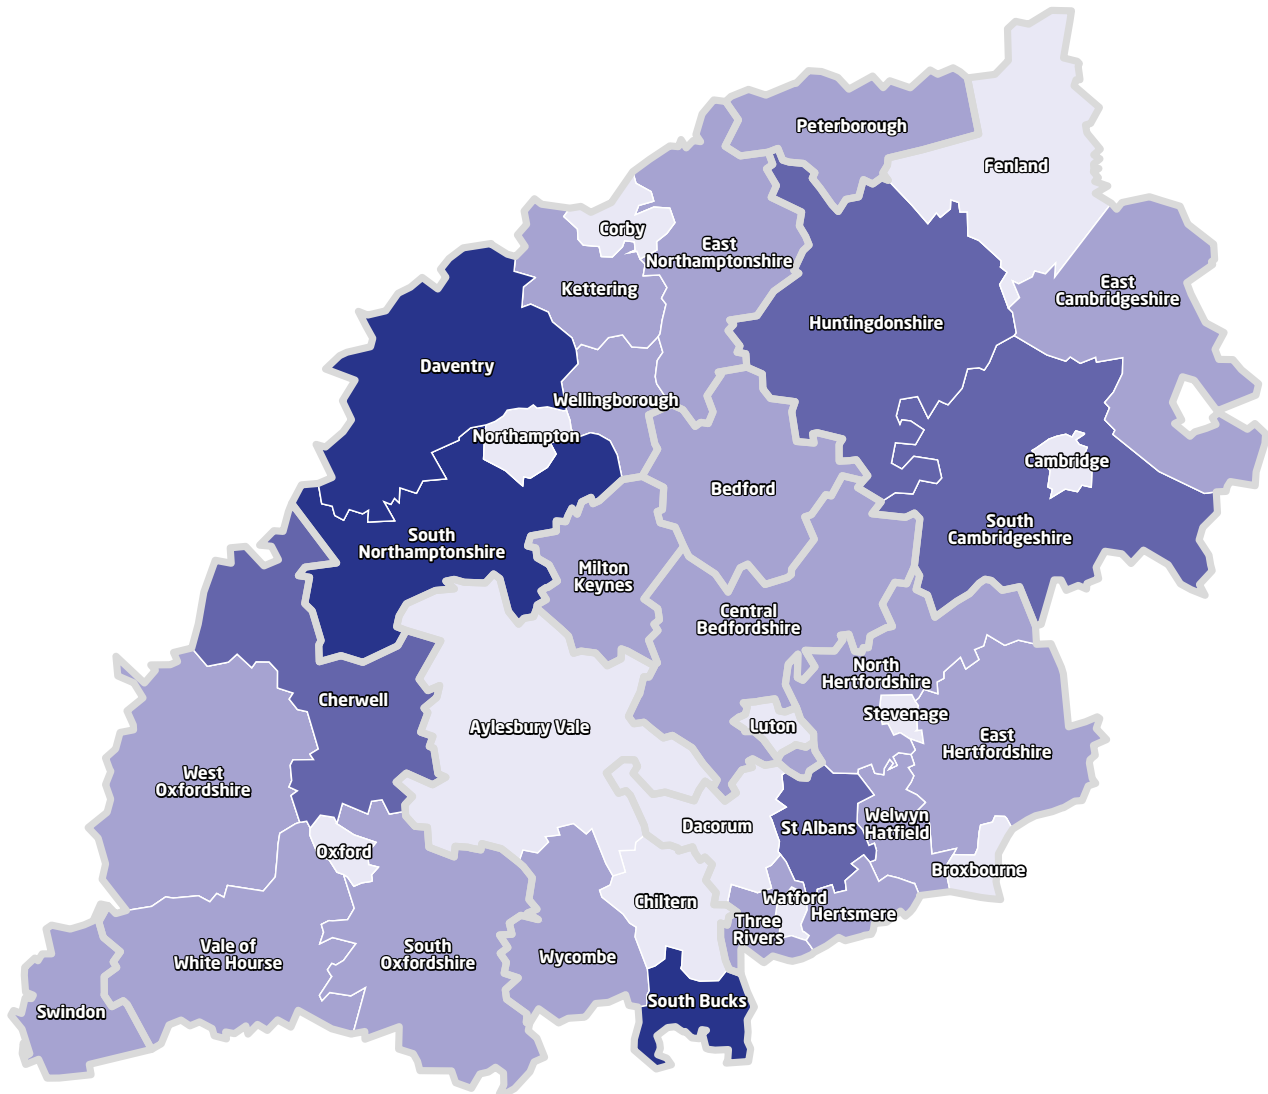 Peterborough
Fenland
Corby
East
Northamptonshire
Kettering
East
Cambridgeshire
Huntingdonshire
Daventry
Wellingborough
Northampton
Cambridge
Bedford
South
Cambridgeshire
South
Northamptonshire
Milton
Keynes
Central
Bedfordshire
North
Hertfordshire
Cherwell
Stevenage
Aylesbury Vale
Luton
East
Hertfordshire
West
Oxfordshire
Dacorum
St Albans
Welwyn
Hatfield
Oxford
Broxbourne
Chiltern
Watford
Hertsmere
Three
Rivers
Vale of
White Hourse
South
Oxfordshire
Wycombe
South Bucks
Swindon